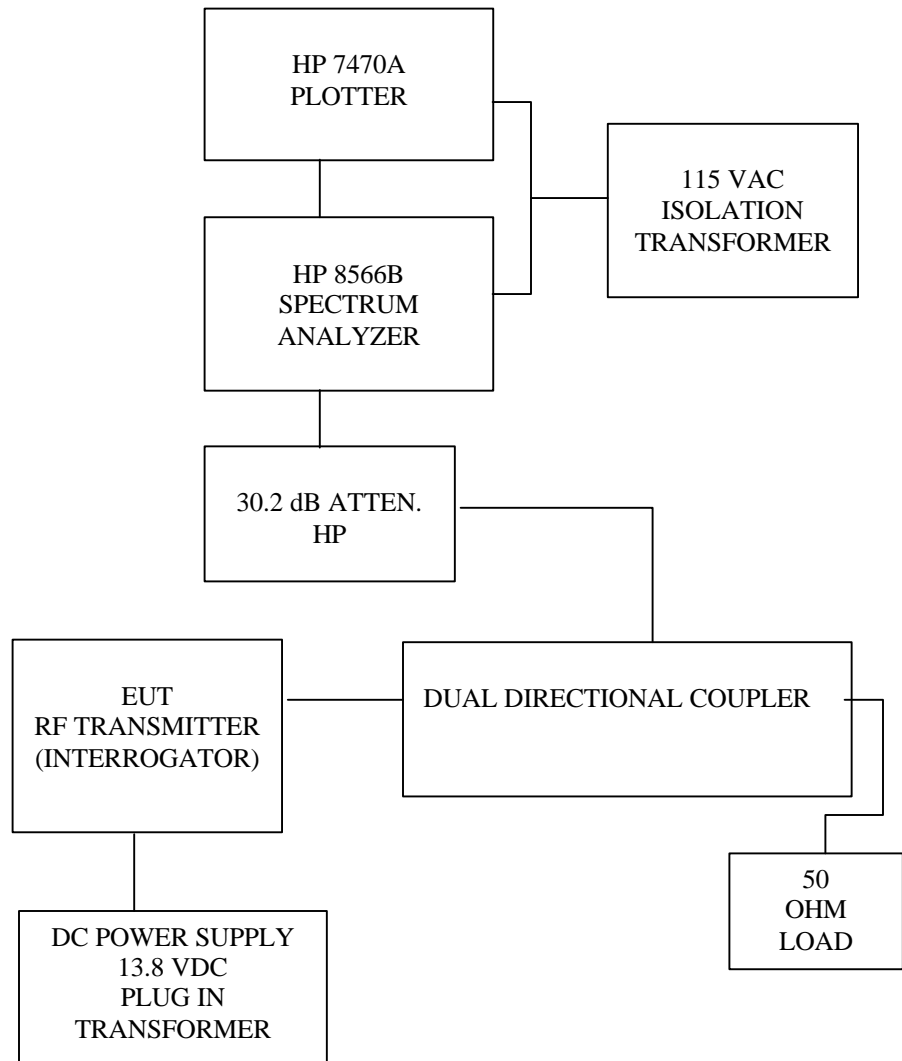 HP 7470A
PLOTTER
115 VAC
ISOLATION
TRANSFORMER
HP 8566B
SPECTRUM
ANALYZER
30.2 dB ATTEN.
HP
EUT
RF TRANSMITTER
(INTERROGATOR)
DUAL DIRECTIONAL COUPLER
50
OHM
LOAD
DC POWER SUPPLY
13.8 VDC
PLUG IN
TRANSFORMER